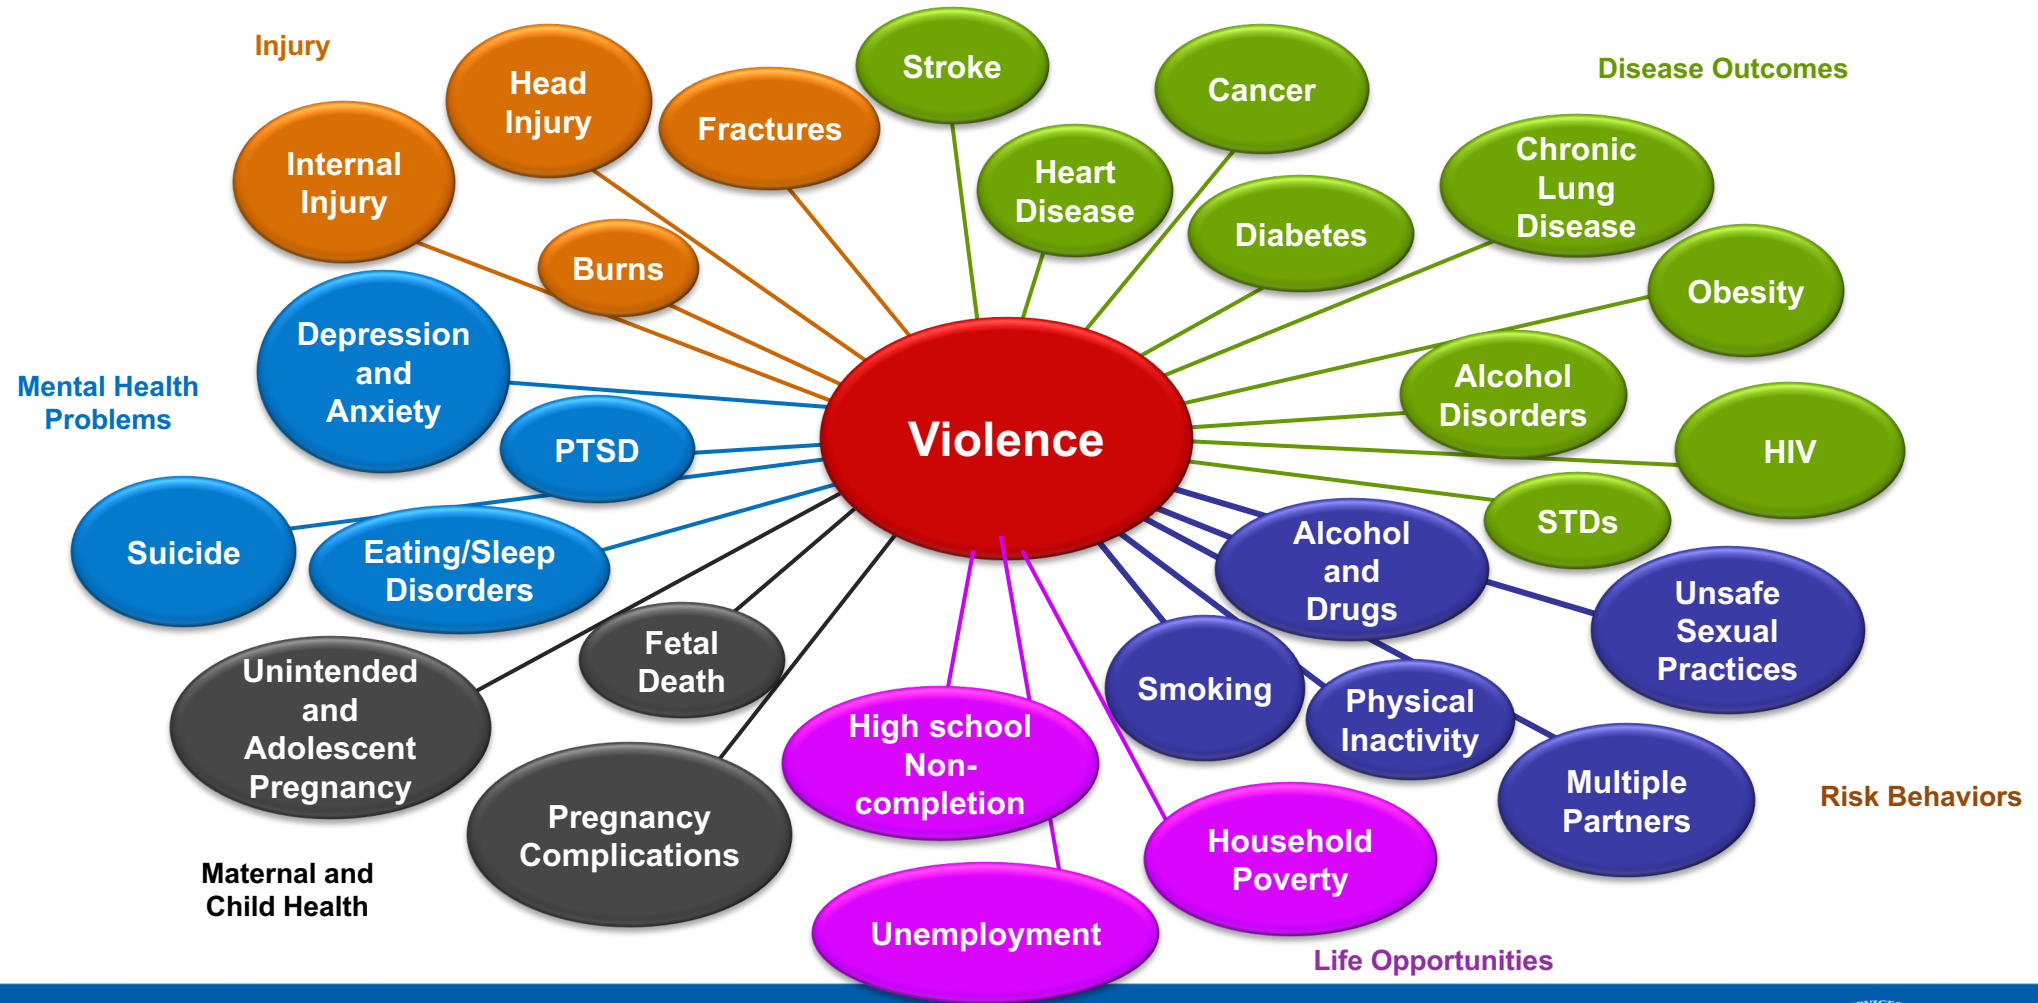 Injury
Head
Injury
Fractures
Internal
Injury
Burns
Stroke
Cancer
Disease Outcomes
Heart
Disease
Diabetes
Chronic
Lung
Disease
Obesity
Alcohol
Disorders
HIV
STDs
Violence
Depression
and
Anxiety
Mental Health
Problems
PTSD
Suicide
Eating/Sleep
Disorders
Unintended
and
Adolescent
Pregnancy
Fetal
Death
Pregnancy
Complications
Maternal and
Child Health
High school
Non-
completion
Unemployment
Household
Poverty
Life Opportunities
Alcohol
and
Drugs
Unsafe
Sexual
Practices
Smoking
Physical
Inactivity
Multiple
Partners
Risk Behaviors